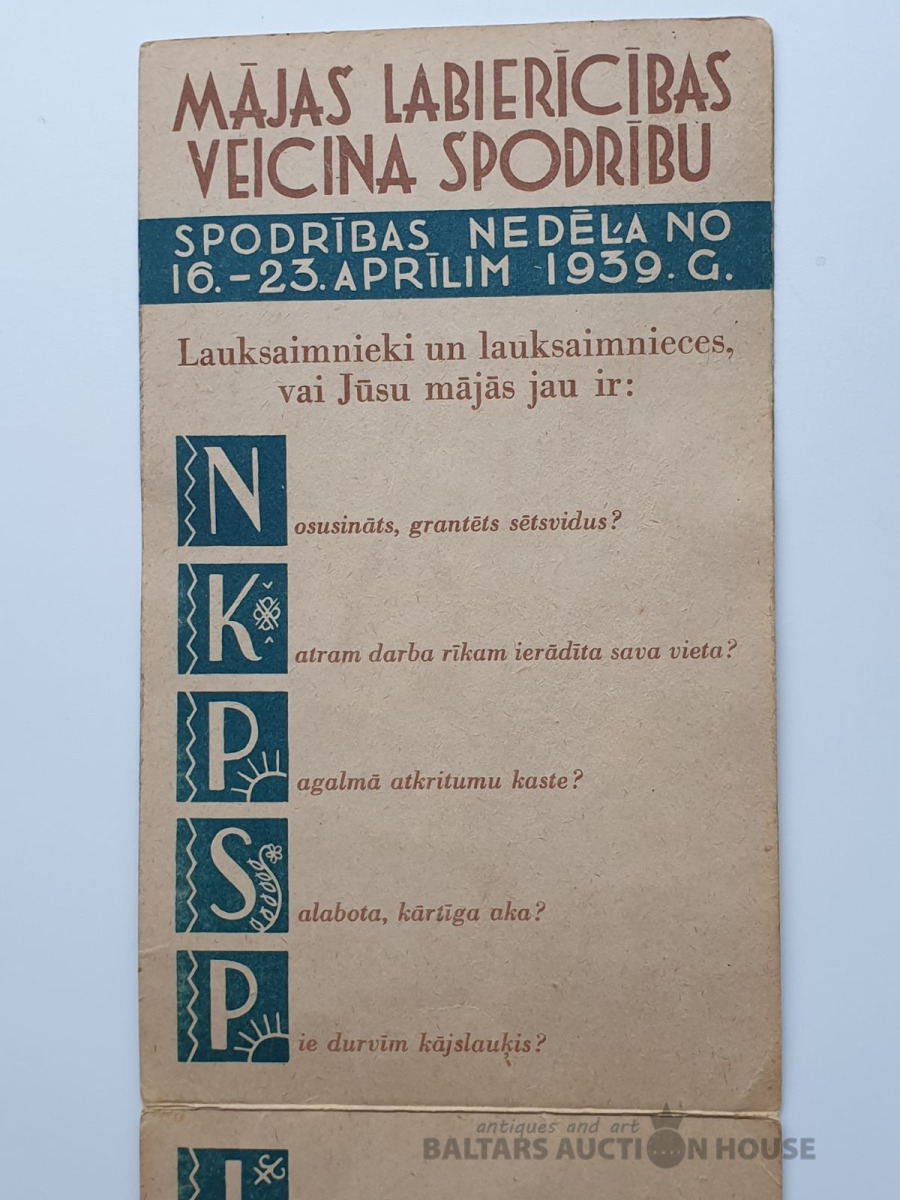 MĀJAS LABIERĪCĪBAS
VEICINA SPODRĪBU
SPODRĪBAS NEDĒĻA NO
16.-23. APRĪLIM 1939. G.
Lauksaimnieki un lauksaimnieces,
vai Jūsu mājās jau ir:
Nosusināts, grantēts sētsvidus?
Katram darba rīkam ierādīta sava vieta?
Pagalmā atkritumu kaste?
Salabota, kārtīga aka?
Pie durvīm kājslauķis?
antiques and art
BALTARS AUCTION HOUSE